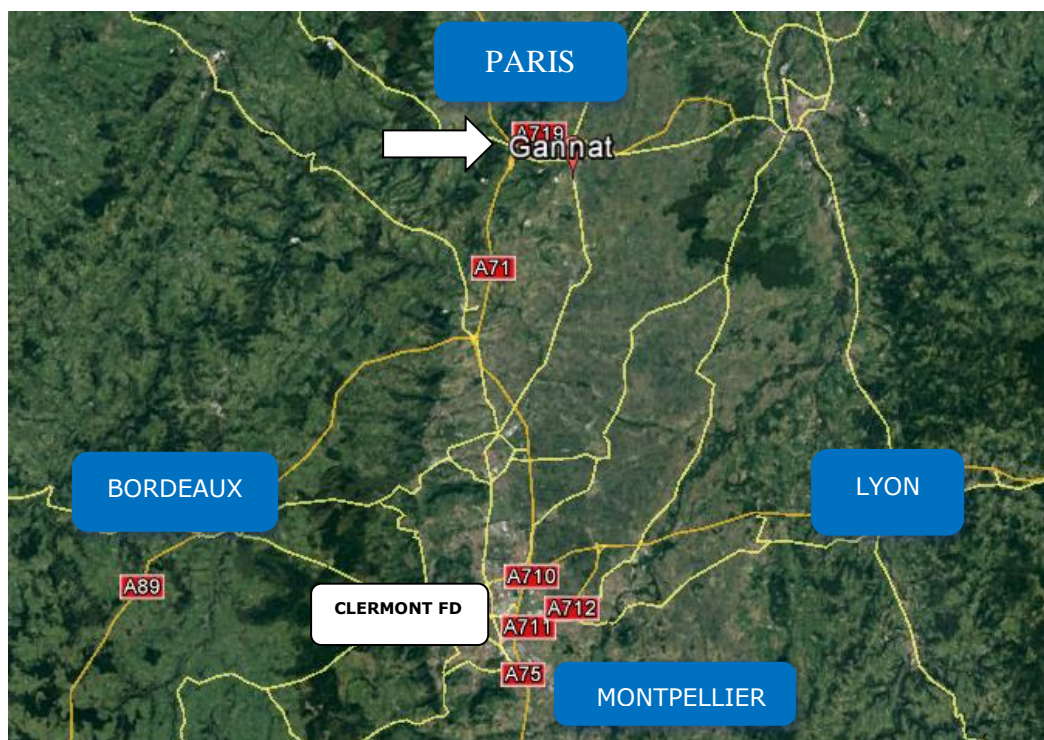 PARIS
A719
Gannat
A71
BORDEAUX
LYON
A89
A710
CLERMONT FD
A712
A711
A75
MONTPELLIER